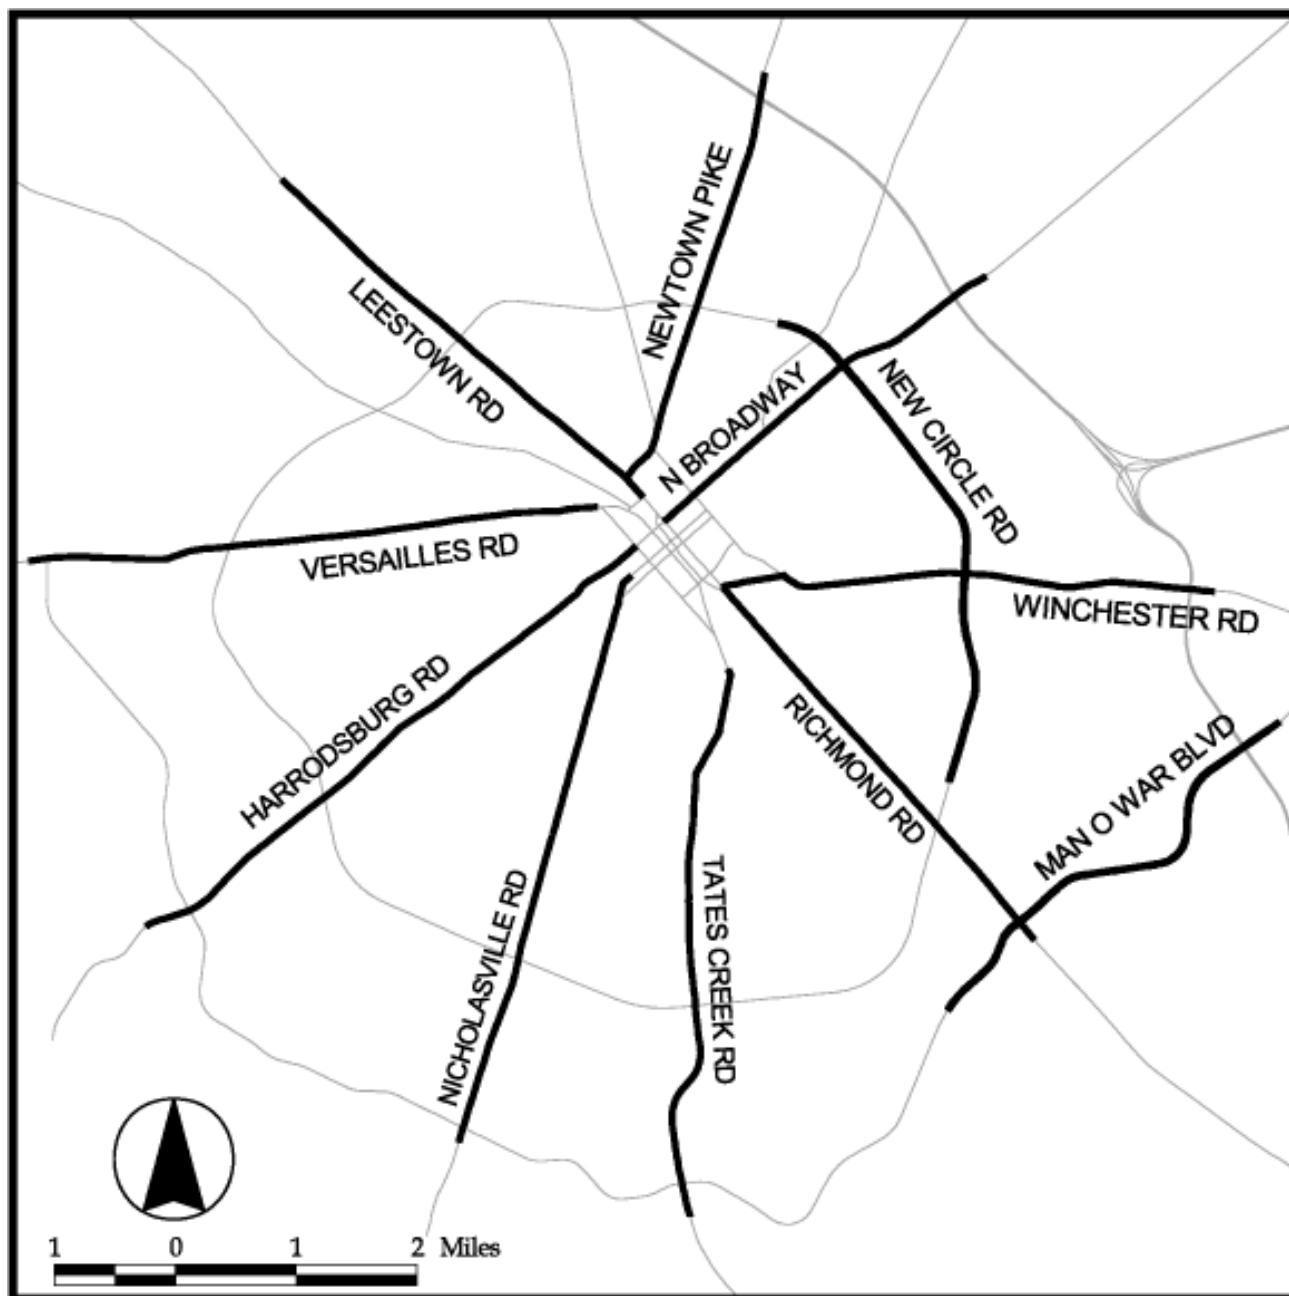 NEWTOWN PIKE
LEESTOWN RD
N BROADWAY
NEW CIRCLE RD
VERSAILLES RD
WINCHESTER RD
HARRODSBURG RD
RICHMOND RD
MAN O WAR BLVD
NICHOLASVILLE RD
TATES CREEK RD
1 0 1 2 Miles